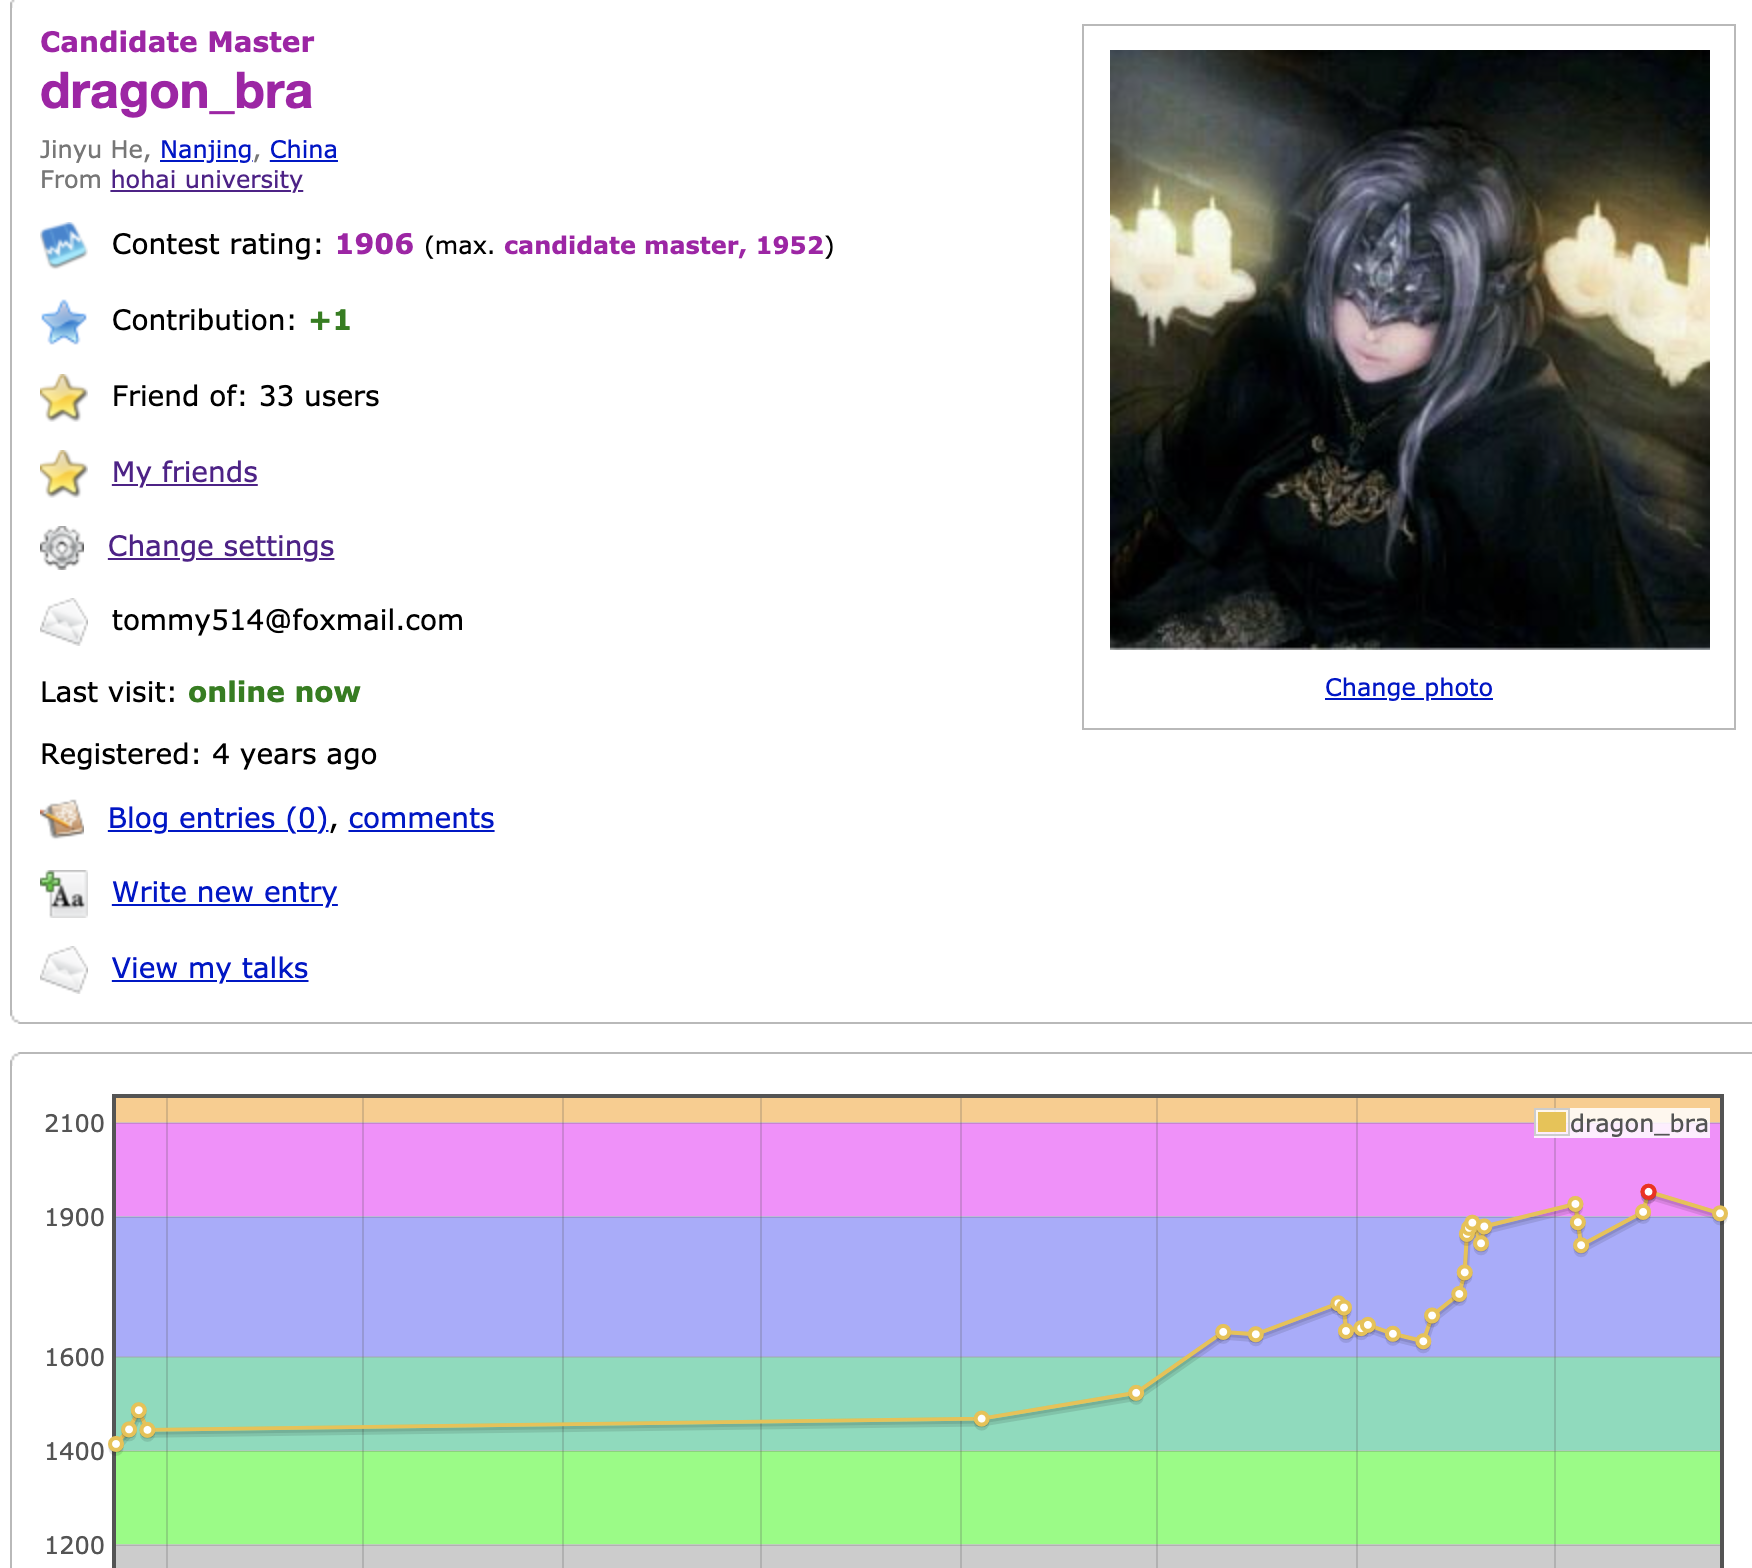 Candidate Master
dragon_bra
Jinyu He, Nanjing, China
From hohai university
Contest rating: 1906 (max. candidate master, 1952)
Contribution: +1
Friend of: 33 users
My friends
Change settings
tommy514@foxmail.com
Last visit: online now
Registered: 4 years ago
Blog entries (0), comments
Aa Write new entry
View my talks
Change photo
2100
dragon_bra
1900
1600
1400
1200